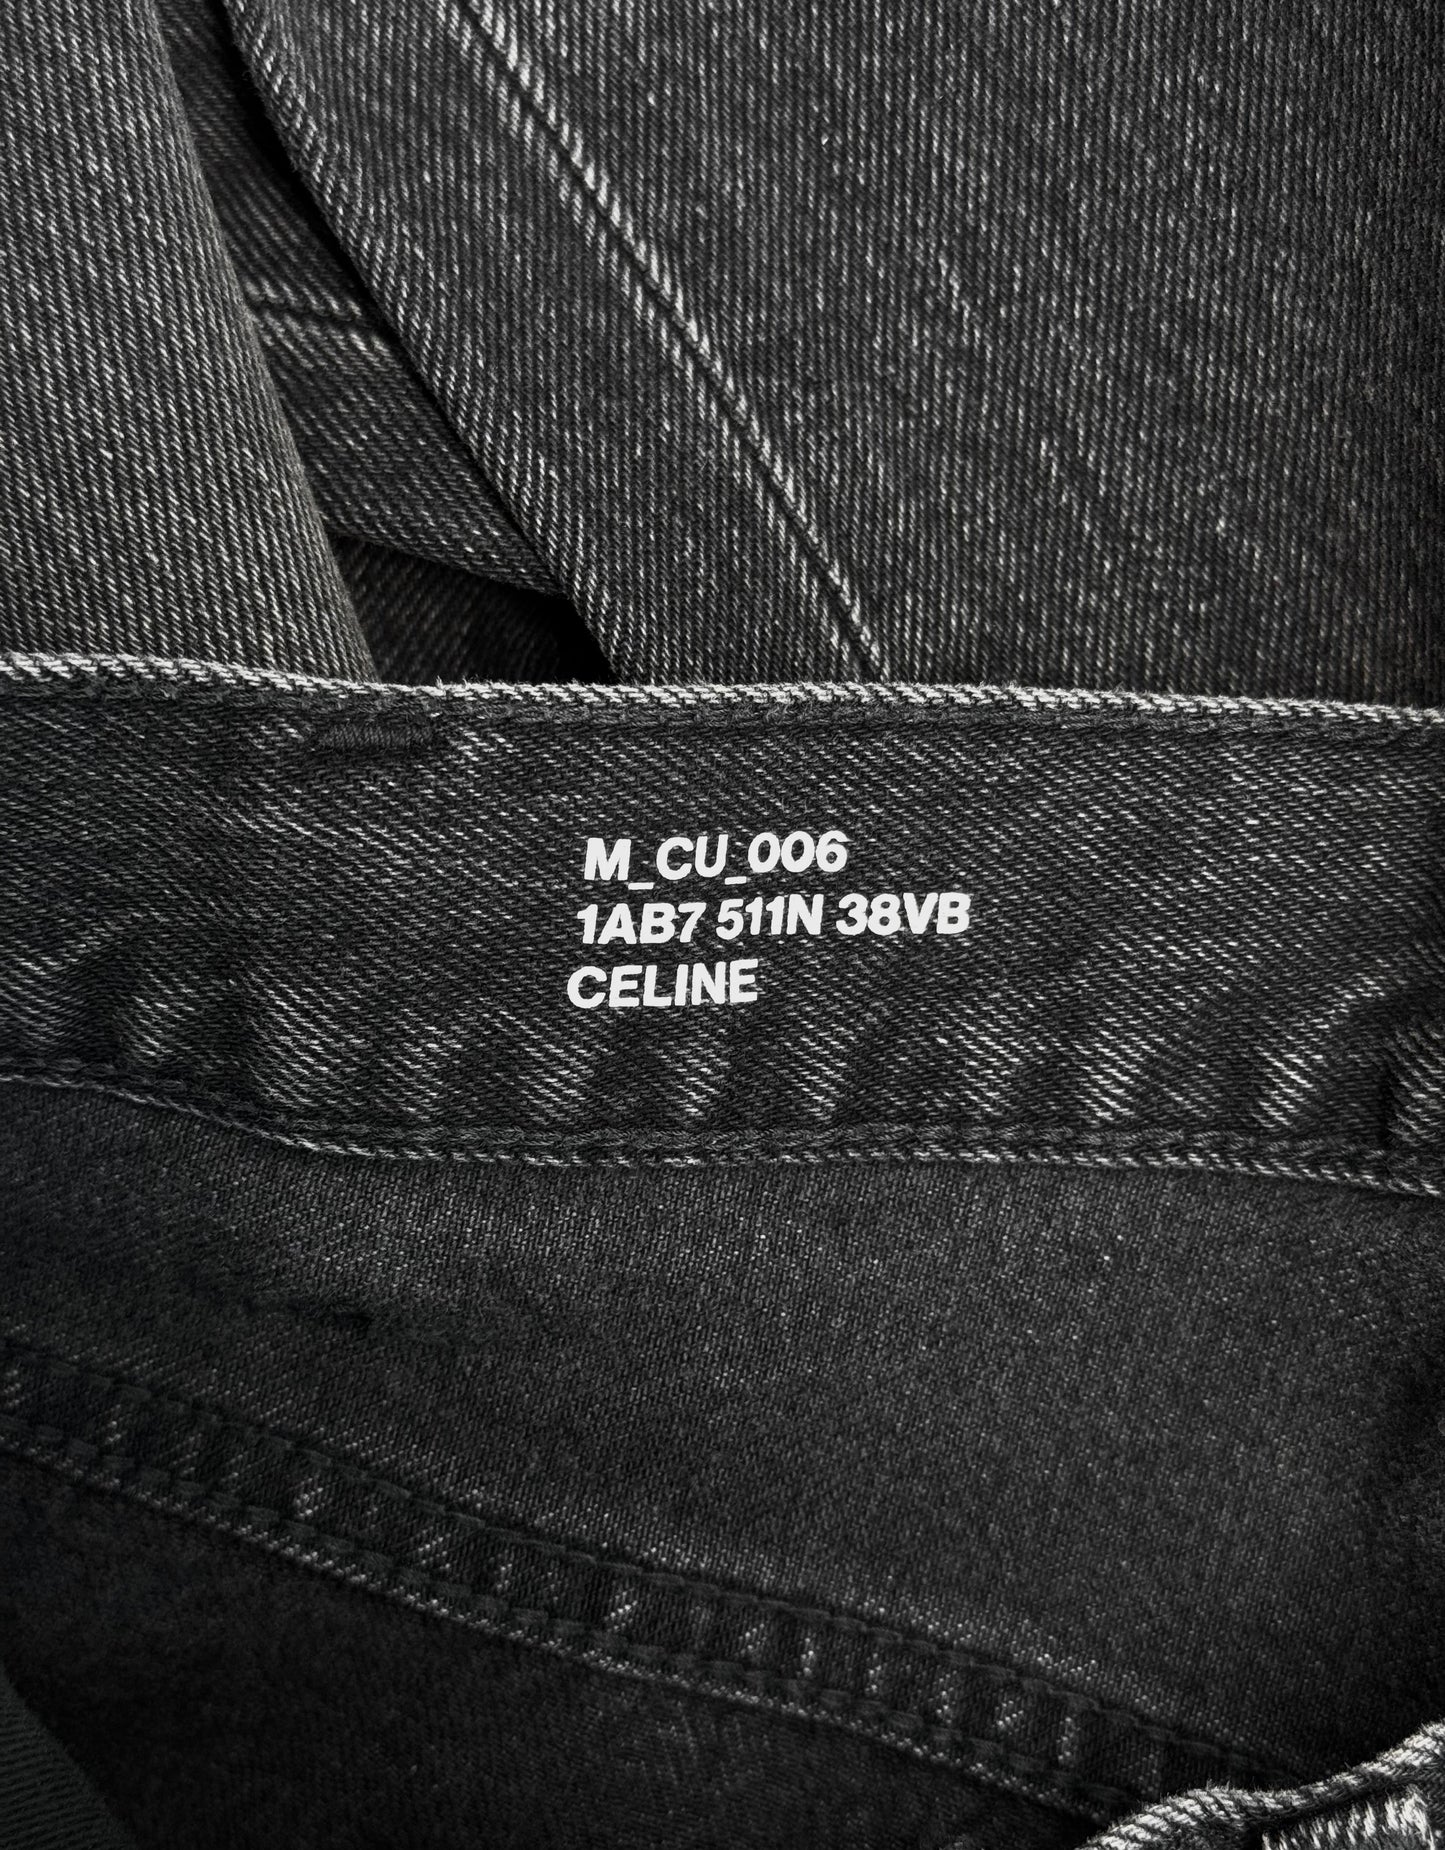 M_CU_006
1AB7 511N 38VB
CELINE